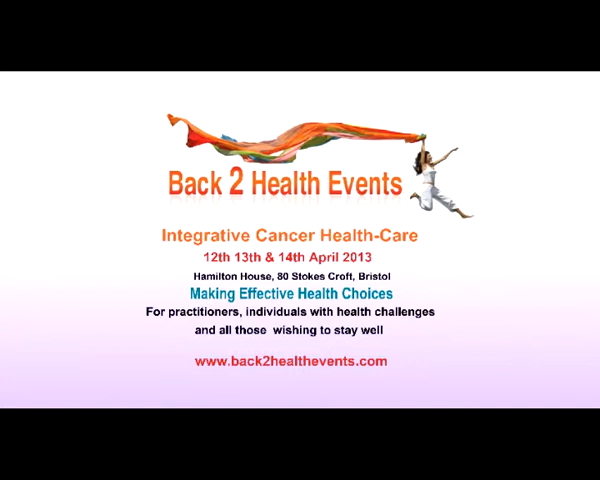 Back 2 Health Events
Integrative Cancer Health-Care
12th 13th & 14th April 2013
Hamilton House, 80 Stokes Croft, Bristol
Making Effective Health Choices
For practitioners, individuals with health challenges
and all those wishing to stay well
www.back2healthevents.com